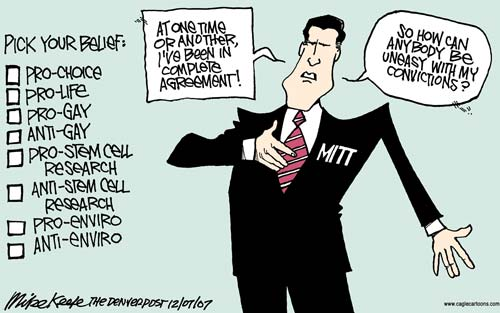 PICK YOUR BELIEF:
PRO-CHOICE
PRO-LIFE
PRO-GAY
ANTI-GAY
PRO-STEM CELL
RESEARCH
ANTI-STEM CELL
RESEARCH
PRO-ENVIRO
ANTI-ENVIRO
AT ONE TIME
OR ANOTHER,
I'VE BEEN IN
COMPLETE
AGREEMENT!
SO HOW CAN
ANYBODY BE
UNEASY WITH MY
CONVICTIONS?
MITT
Mike Keefe THE DENVER POST 12/07/07
www.caglecartoons.com